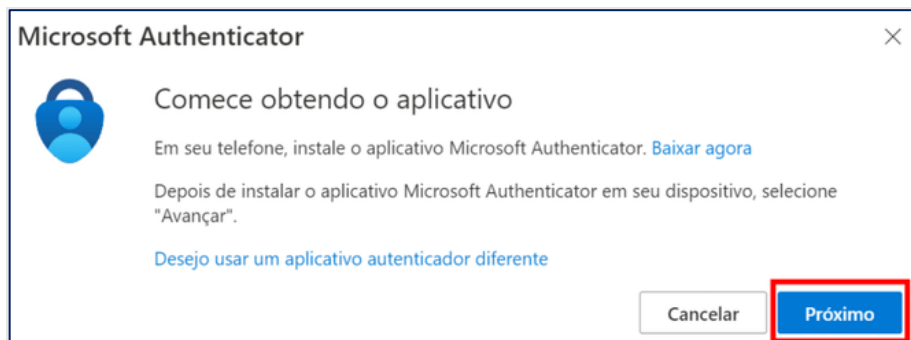 Microsoft Authenticator
Comece obtendo o aplicativo
Em seu telefone, instale o aplicativo Microsoft Authenticator. Baixar agora
Depois de instalar o aplicativo Microsoft Authenticator em seu dispositivo, selecione
"Avançar".
Desejo usar um aplicativo autenticador diferente
Cancelar
Próximo